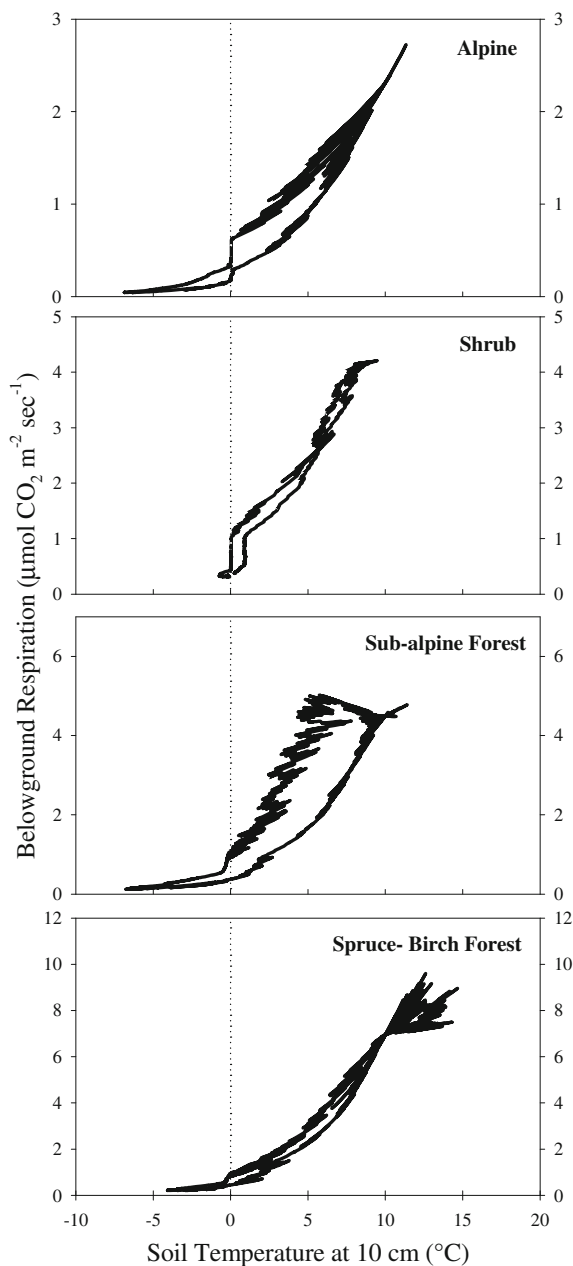 3 Alpine 3
2 2
1 1
0 0
5 Shrub 5
4 4
3 3
2 2
1 1
0 0
Sub-alpine Forest
6 6
4 4
2 2
0 0
12 12
Spruce- Birch Forest
10 10
8 8
6 6
4 4
2 2
0 0
-10 -5 0 5 10 15 20
Soil Temperature at 10 cm (°C)
Belowground Respiration (μmol CO₂ m⁻² sec⁻¹)